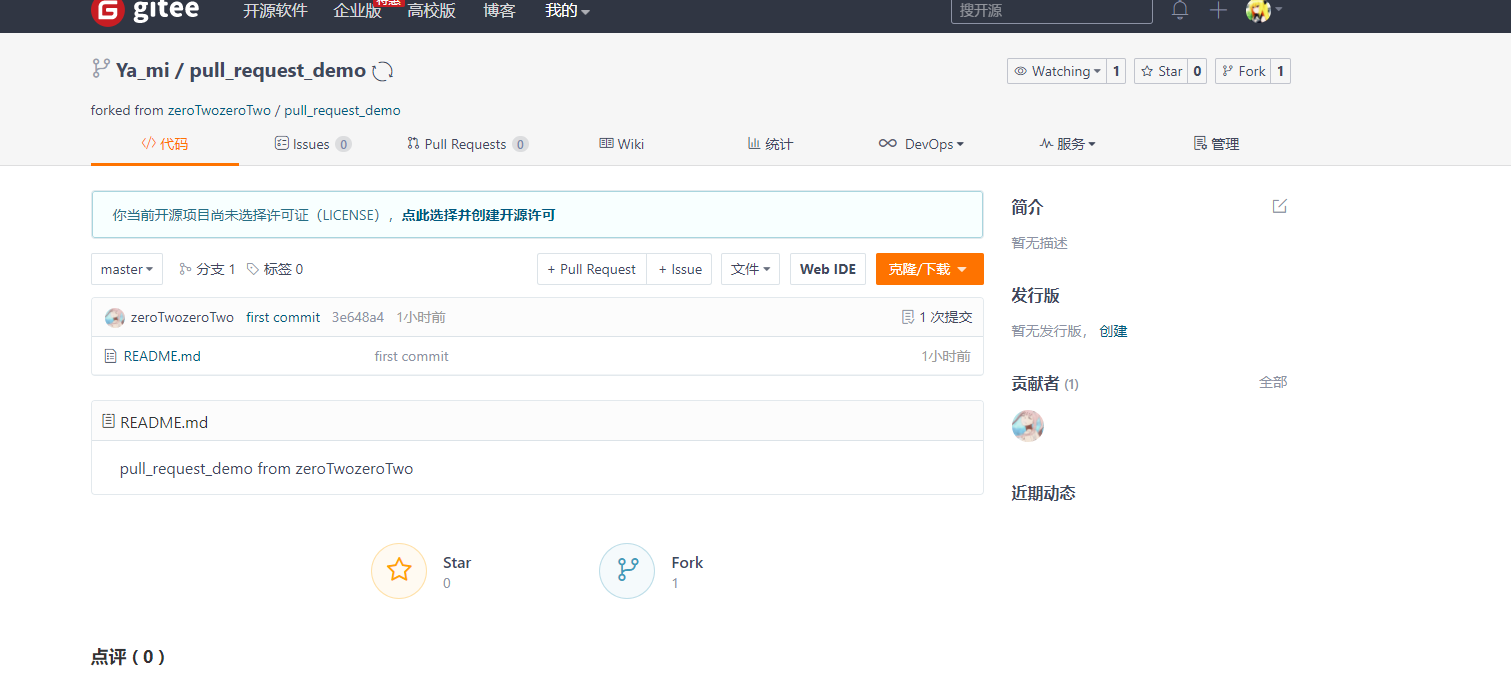 gitee 开源软件 企业版 特惠 高校版 博客 我的 搜开源
Ya_mi / pull_request_demo Watching 1 Star 0 Fork 1
forked from zeroTwozeroTwo / pull_request_demo
代码 Issues 0 Pull Requests 0 Wiki 统计 DevOps 服务 管理
你当前开源项目尚未选择许可证（LICENSE），点此选择并创建开源许可
master 分支 1 标签 0 + Pull Request + Issue 文件 Web IDE 克隆/下载
zeroTwozeroTwo first commit 3e648a4 1小时前 1 次提交
README.md first commit 1小时前
README.md
pull_request_demo from zeroTwozeroTwo
Star
0
Fork
1
点评 ( 0 )
简介
暂无描述
发行版
暂无发行版，创建
贡献者 (1) 全部
近期动态